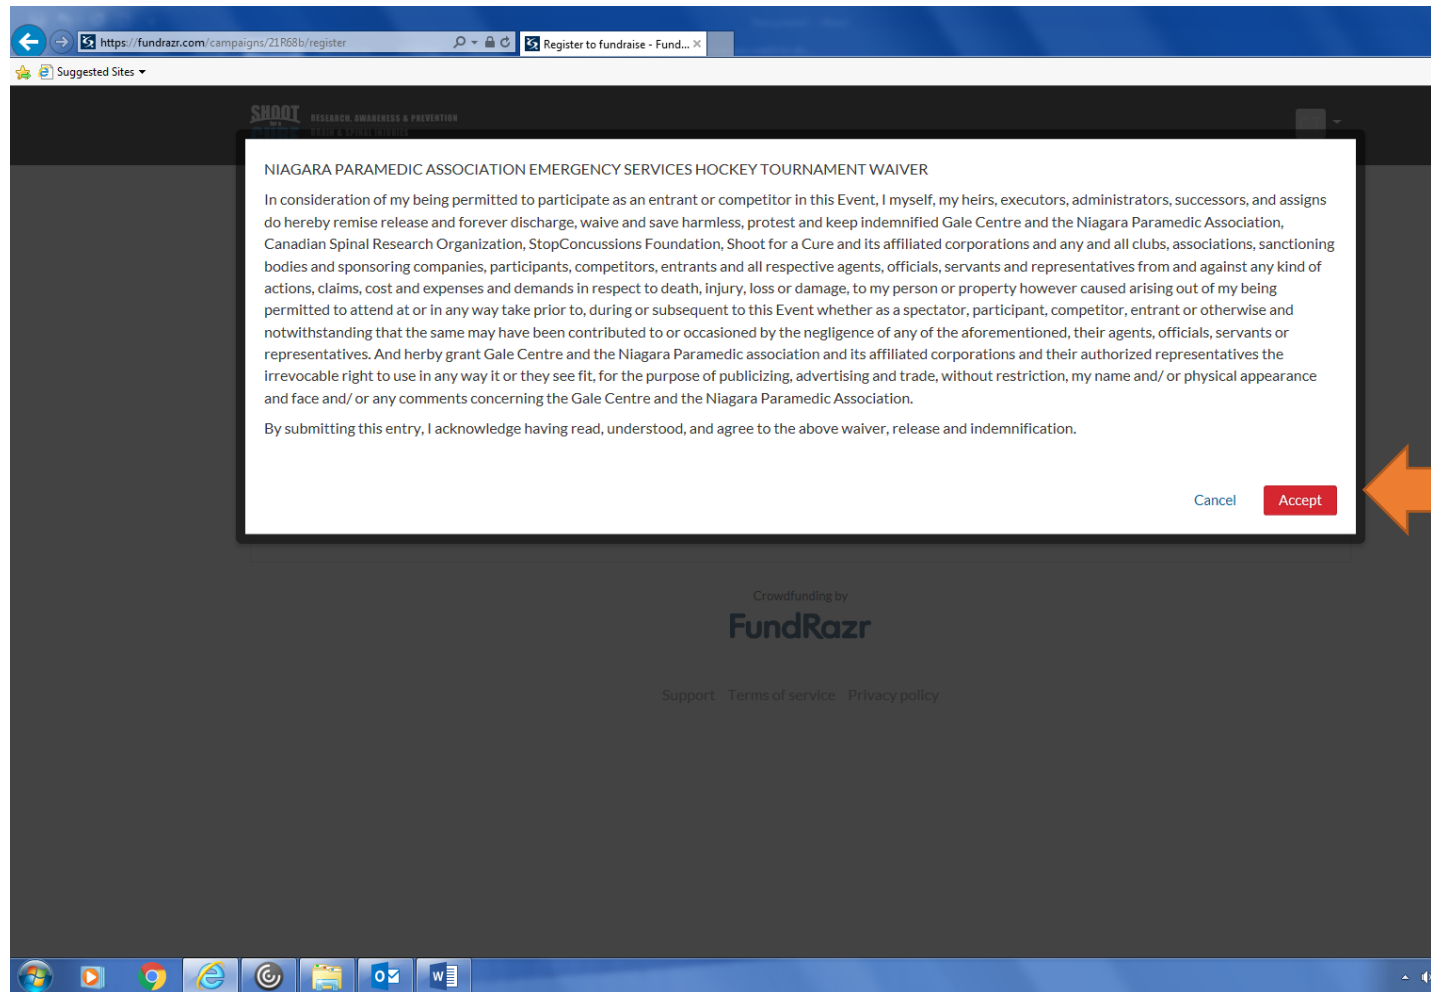 https://fundrazr.com/campaigns/21R68b/register
Register to fundraise - Fund...
Suggested Sites
SHOOT
FOR A
CURE
RESEARCH, AWARENESS & PREVENTION
BRAIN & SPINAL INJURIES
NIAGARA PARAMEDIC ASSOCIATION EMERGENCY SERVICES HOCKEY TOURNAMENT WAIVER
In consideration of my being permitted to participate as an entrant or competitor in this Event, I myself, my heirs, executors, administrators, successors, and assigns
do hereby remise release and forever discharge, waive and save harmless, protest and keep indemnified Gale Centre and the Niagara Paramedic Association,
Canadian Spinal Research Organization, StopConcussions Foundation, Shoot for a Cure and its affiliated corporations and any and all clubs, associations, sanctioning
bodies and sponsoring companies, participants, competitors, entrants and all respective agents, officials, servants and representatives from and against any kind of
actions, claims, cost and expenses and demands in respect to death, injury, loss or damage, to my person or property however caused arising out of my being
permitted to attend at or in any way take prior to, during or subsequent to this Event whether as a spectator, participant, competitor, entrant or otherwise and
notwithstanding that the same may have been contributed to or occasioned by the negligence of any of the aforementioned, their agents, officials, servants or
representatives. And herby grant Gale Centre and the Niagara Paramedic association and its affiliated corporations and their authorized representatives the
irrevocable right to use in any way it or they see fit, for the purpose of publicizing, advertising and trade, without restriction, my name and/ or physical appearance
and face and/ or any comments concerning the Gale Centre and the Niagara Paramedic Association.
By submitting this entry, I acknowledge having read, understood, and agree to the above waiver, release and indemnification.
Cancel
Accept
Crowdfunding by
FundRazr
Support Terms of service Privacy policy